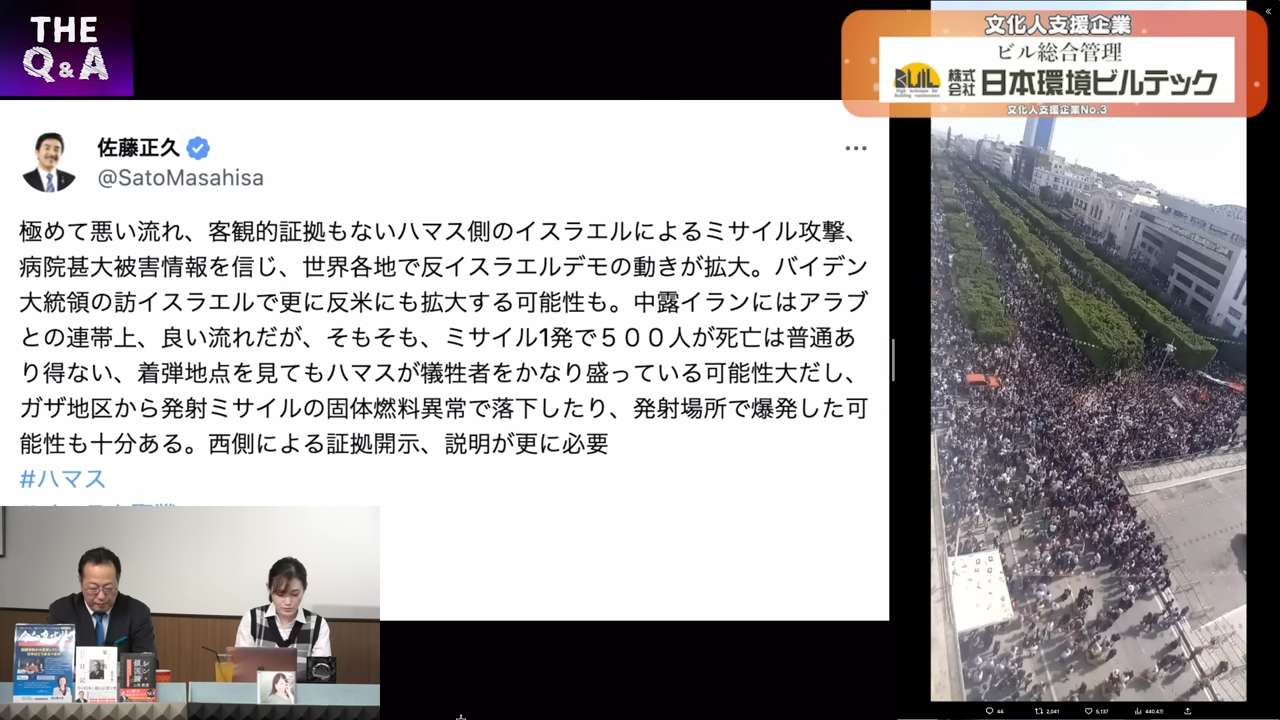 THE
Q&A
文化人支援企業
ビル総合管理
BUIL
株式会社
日本環境ビルテック
文化人支援企業No.3
佐藤正久
@SatoMasahisa
極めて悪い流れ、客観的証拠もないハマス側のイスラエルによるミサイル攻撃、
病院甚大被害情報を信じ、世界各地で反イスラエルデモの動きが拡大。バイデン
大統領の訪イスラエルで更に反米にも拡大する可能性も。中露イランにはアラブ
との連帯上、良い流れだが、そもそも、ミサイル1発で５００人が死亡は普通あ
り得ない、着弾地点を見てもハマスが犠牲者をかなり盛っている可能性大だし、
ガザ地区から発射ミサイルの固体燃料異常で落下したり、発射場所で爆発した可
能性も十分ある。西側による証拠開示、説明が更に必要
#ハマス
44
2,041
5,137
440.4万